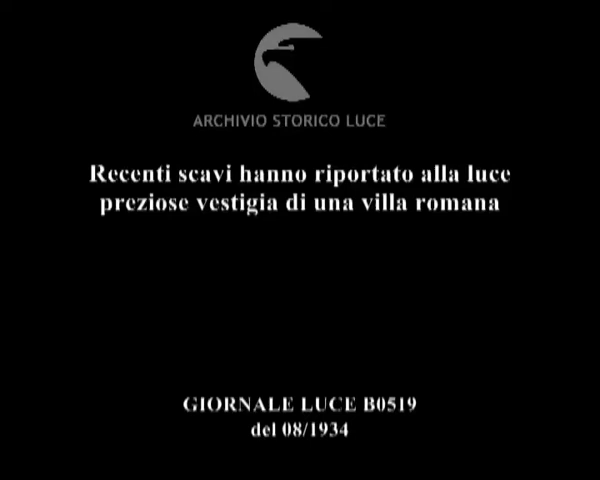 ARCHIVIO STORICO LUCE
Recenti scavi hanno riportato alla luce
preziose vestigia di una villa romana
GIORNALE LUCE B0519
del 08/1934